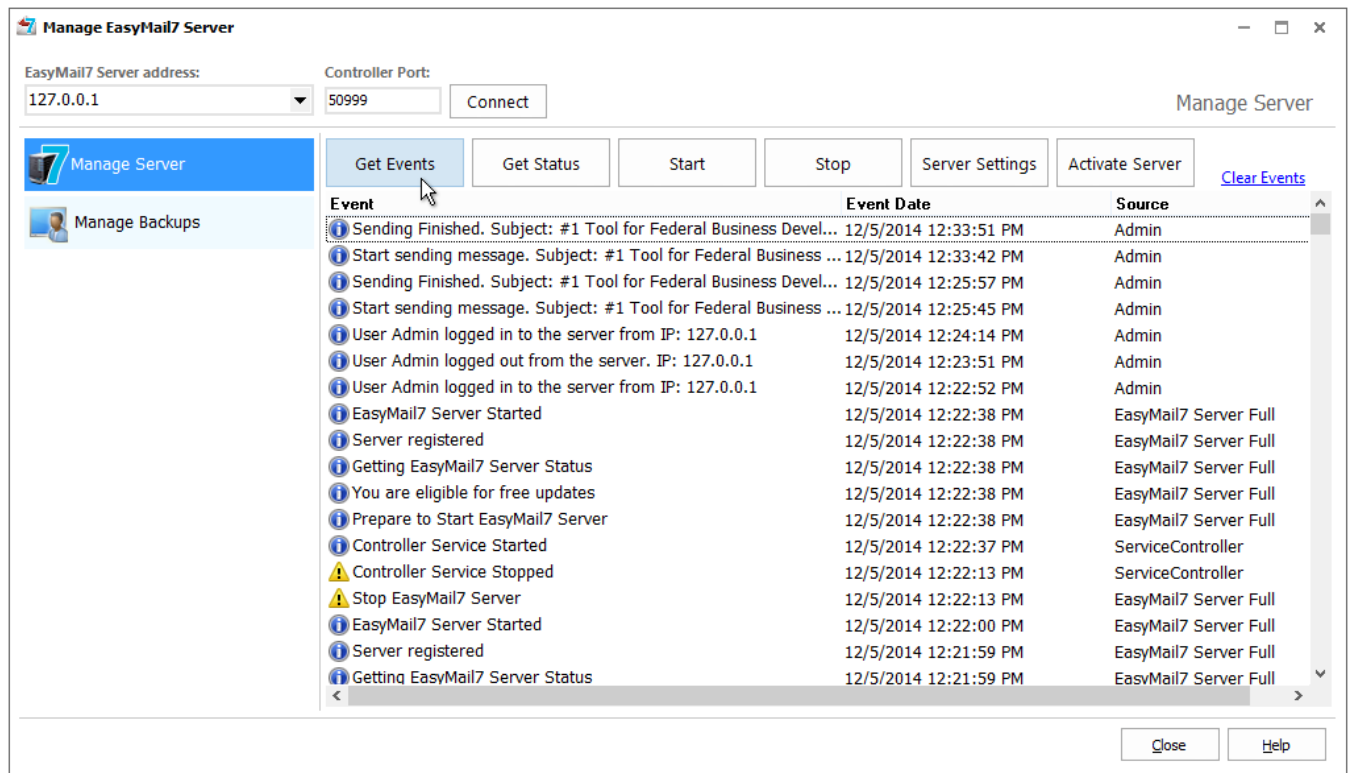 Manage EasyMail7 Server
EasyMail7 Server address: Controller Port:
127.0.0.1 50999 Connect Manage Server
Manage Server
Manage Backups
Get Events Get Status Start Stop Server Settings Activate Server Clear Events
Event Event Date Source
Sending Finished. Subject: #1 Tool for Federal Business Devel... 12/5/2014 12:33:51 PM Admin
Start sending message. Subject: #1 Tool for Federal Business ... 12/5/2014 12:33:42 PM Admin
Sending Finished. Subject: #1 Tool for Federal Business Devel... 12/5/2014 12:25:57 PM Admin
Start sending message. Subject: #1 Tool for Federal Business ... 12/5/2014 12:25:45 PM Admin
User Admin logged in to the server from IP: 127.0.0.1 12/5/2014 12:24:14 PM Admin
User Admin logged out from the server. IP: 127.0.0.1 12/5/2014 12:23:51 PM Admin
User Admin logged in to the server from IP: 127.0.0.1 12/5/2014 12:22:52 PM Admin
EasyMail7 Server Started 12/5/2014 12:22:38 PM EasyMail7 Server Full
Server registered 12/5/2014 12:22:38 PM EasyMail7 Server Full
Getting EasyMail7 Server Status 12/5/2014 12:22:38 PM EasyMail7 Server Full
You are eligible for free updates 12/5/2014 12:22:38 PM EasyMail7 Server Full
Prepare to Start EasyMail7 Server 12/5/2014 12:22:38 PM EasyMail7 Server Full
Controller Service Started 12/5/2014 12:22:37 PM ServiceController
Controller Service Stopped 12/5/2014 12:22:13 PM ServiceController
Stop EasyMail7 Server 12/5/2014 12:22:13 PM EasyMail7 Server Full
EasyMail7 Server Started 12/5/2014 12:22:00 PM EasyMail7 Server Full
Server registered 12/5/2014 12:21:59 PM EasyMail7 Server Full
Getting EasyMail7 Server Status 12/5/2014 12:21:59 PM EasyMail7 Server Full
Close Help